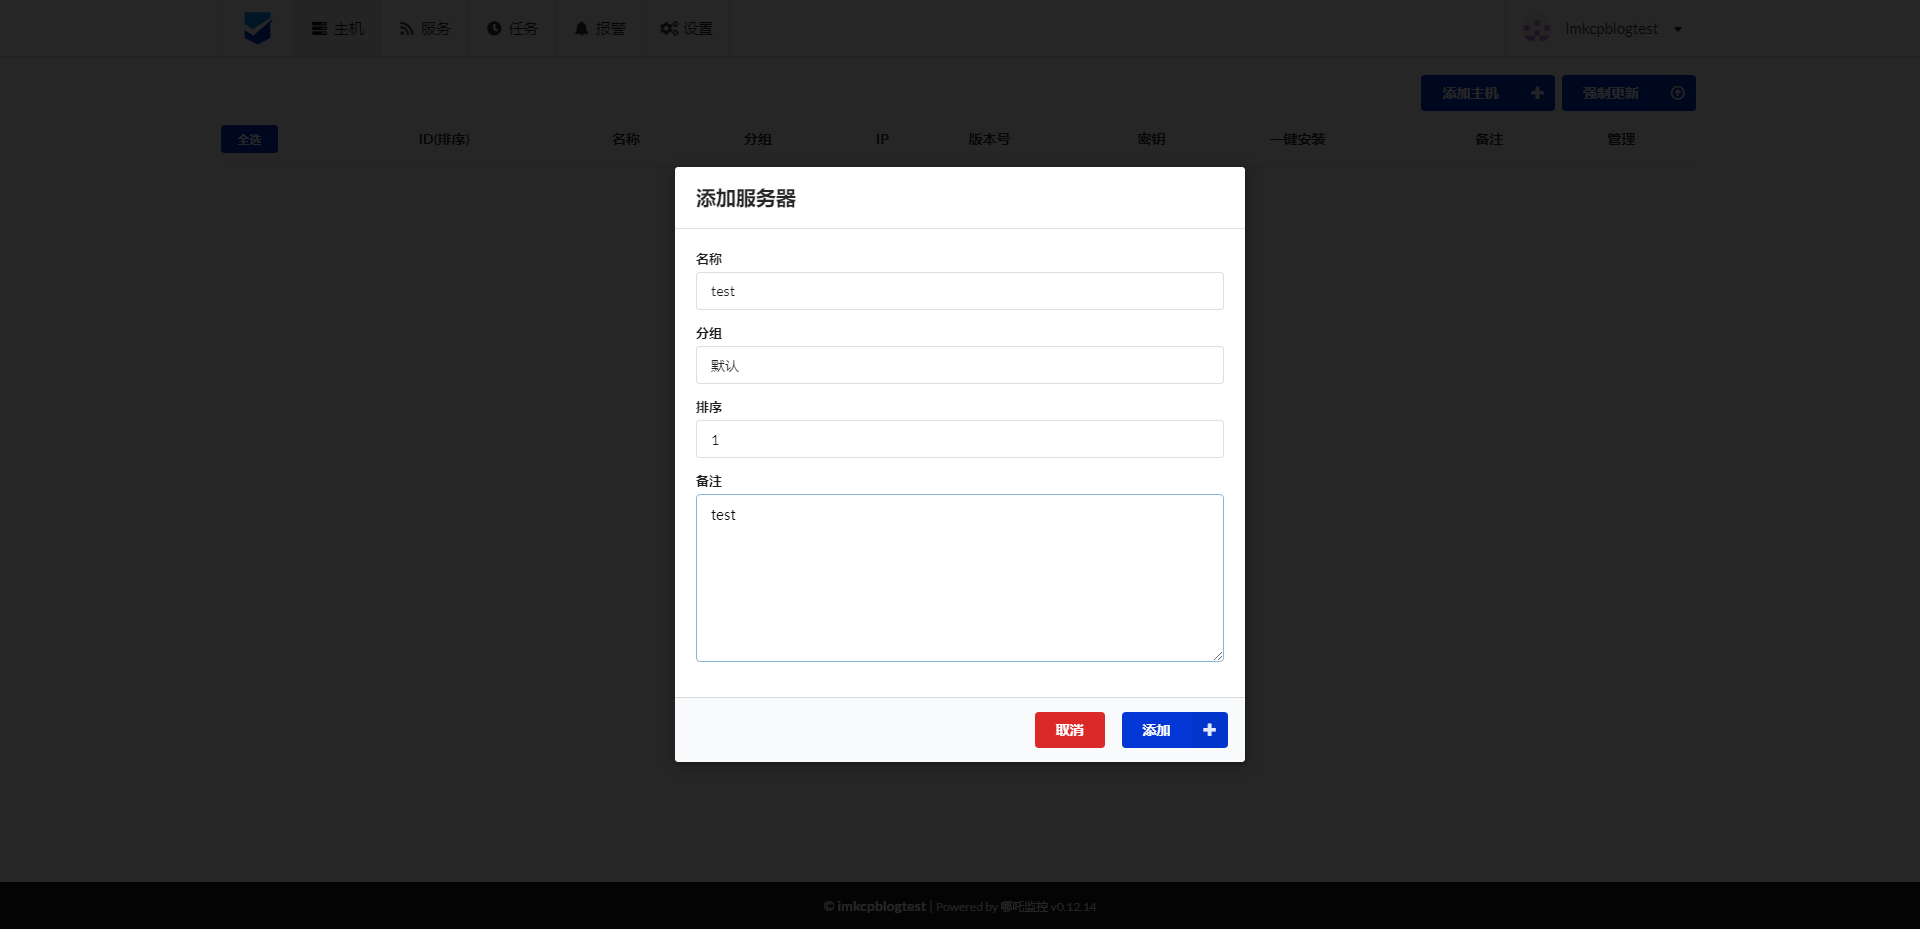 主机 服务 任务 报警 设置 imkcpblogtest
添加主机 强制更新
全选 ID(排序) 名称 分组 IP 版本号 密钥 一键安装 备注 管理
添加服务器
名称
test
分组
默认
排序
1
备注
test
取消 添加
© imkcpblogtest | Powered by 哪吒监控 v0.12.14